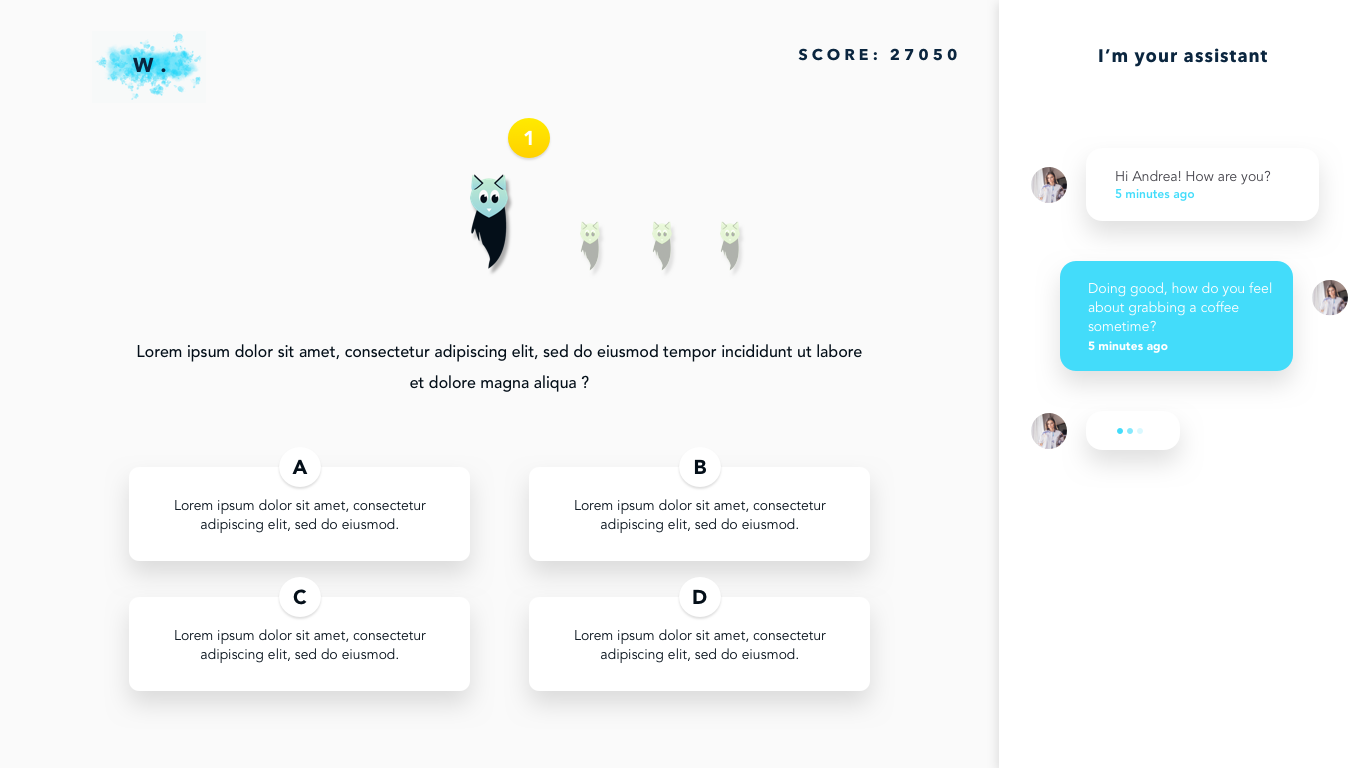 W .
SCORE: 27050
1
Lorem ipsum dolor sit amet, consectetur adipiscing elit, sed do eiusmod tempor incididunt ut labore
et dolore magna aliqua ?
A
Lorem ipsum dolor sit amet, consectetur
adipiscing elit, sed do eiusmod.
B
Lorem ipsum dolor sit amet, consectetur
adipiscing elit, sed do eiusmod.
C
Lorem ipsum dolor sit amet, consectetur
adipiscing elit, sed do eiusmod.
D
Lorem ipsum dolor sit amet, consectetur
adipiscing elit, sed do eiusmod.
I’m your assistant
Hi Andrea! How are you?
5 minutes ago
Doing good, how do you feel
about grabbing a coffee
sometime?
5 minutes ago